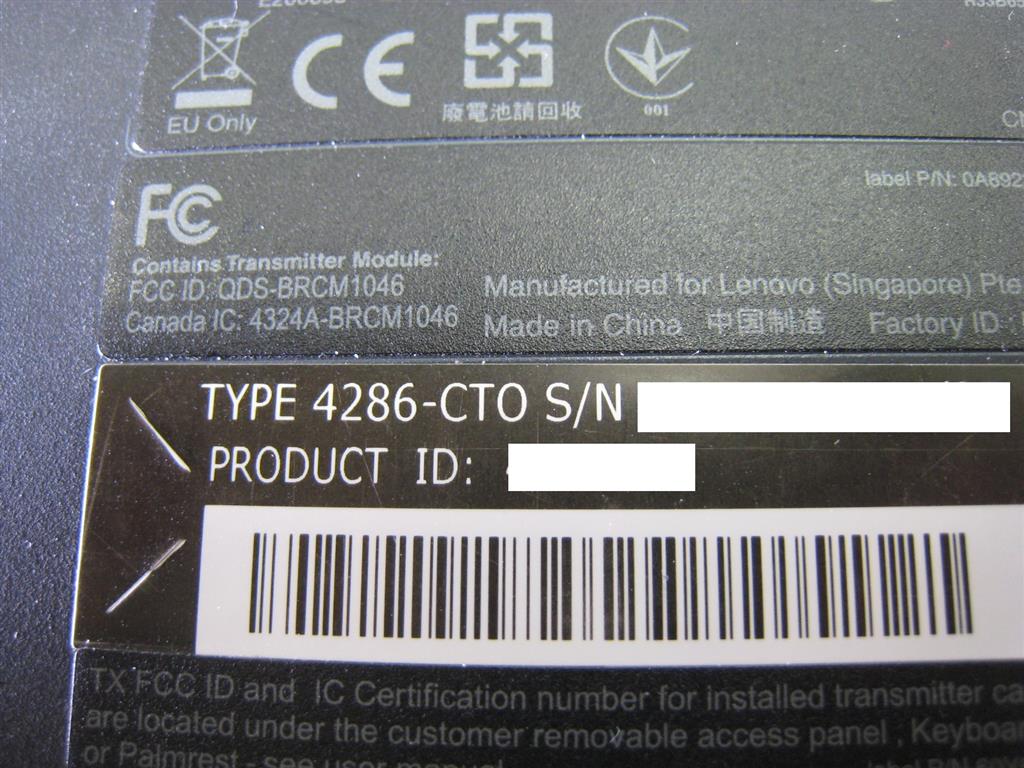 EU Only
CE
廢電池請回收
001
label P/N: 0A892
FC
Contains Transmitter Module:
FCC ID: QDS-BRCM1046
Canada IC: 4324A-BRCM1046
Manufactured for Lenovo (Singapore) Pte
Made in China 中国制造 Factory ID :
TYPE 4286-CTO S/N
PRODUCT ID:
TX FCC ID and IC Certification number for installed transmitter ca
are located under the customer removable access panel , Keyboar
or Palmrest - see user manual